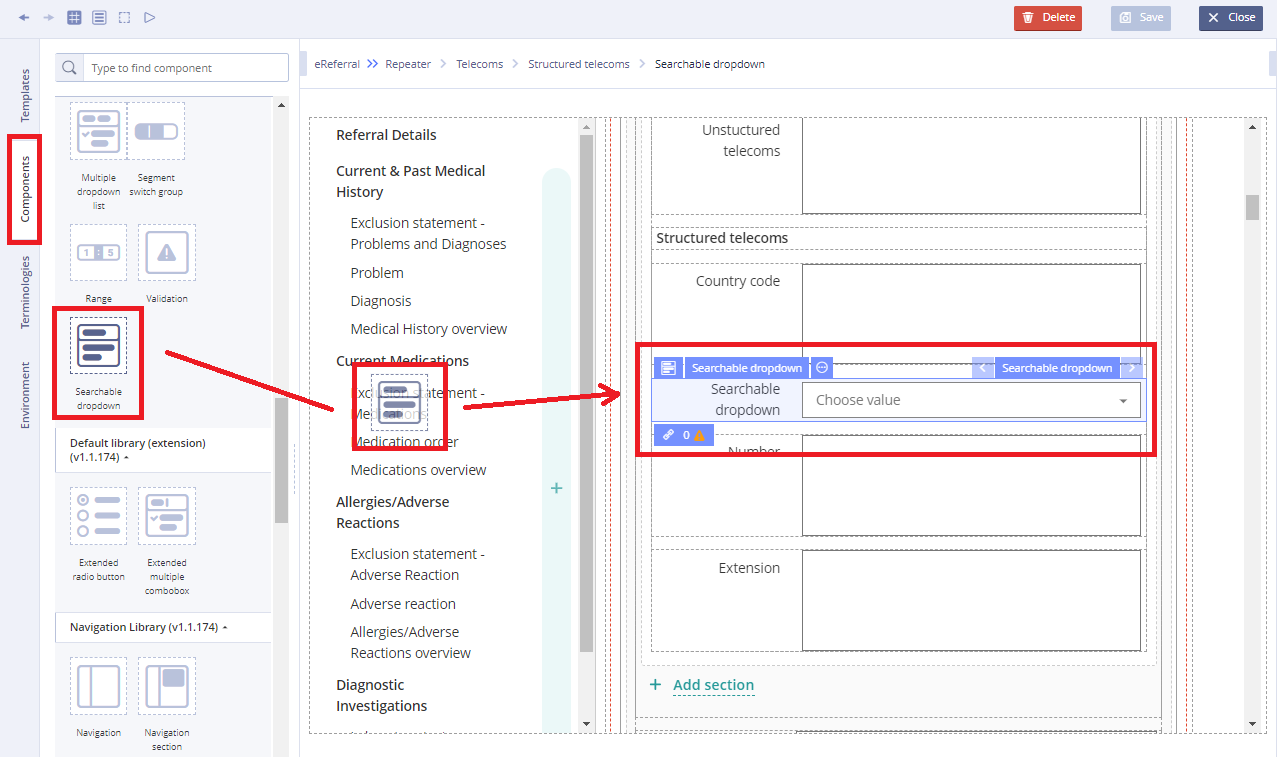 Delete
Save
Close
Templates
Components
Terminologies
Environment
Type to find component
Multiple
dropdown
list
Segment
switch group
1 : 5
Range
Validation
Searchable
dropdown
Default library (extension)
(v1.1.174)
Extended
radio button
Extended
multiple
combobox
Navigation Library (v1.1.174)
Navigation
Navigation
section
eReferral
Repeater
Telecoms
Structured telecoms
Searchable dropdown
Referral Details
Current & Past Medical
History
Exclusion statement -
Problems and Diagnoses
Problem
Diagnosis
Medical History overview
Current Medications
Exclusion statement -
Medications
Medication order
Medications overview
Allergies/Adverse
Reactions
Exclusion statement -
Adverse Reaction
Adverse reaction
Allergies/Adverse
Reactions overview
Diagnostic
Investigations
Unstuctured
telecoms
Structured telecoms
Country code
Searchable dropdown
Searchable dropdown
Searchable
dropdown
Choose value
0
Number
Extension
+ Add section